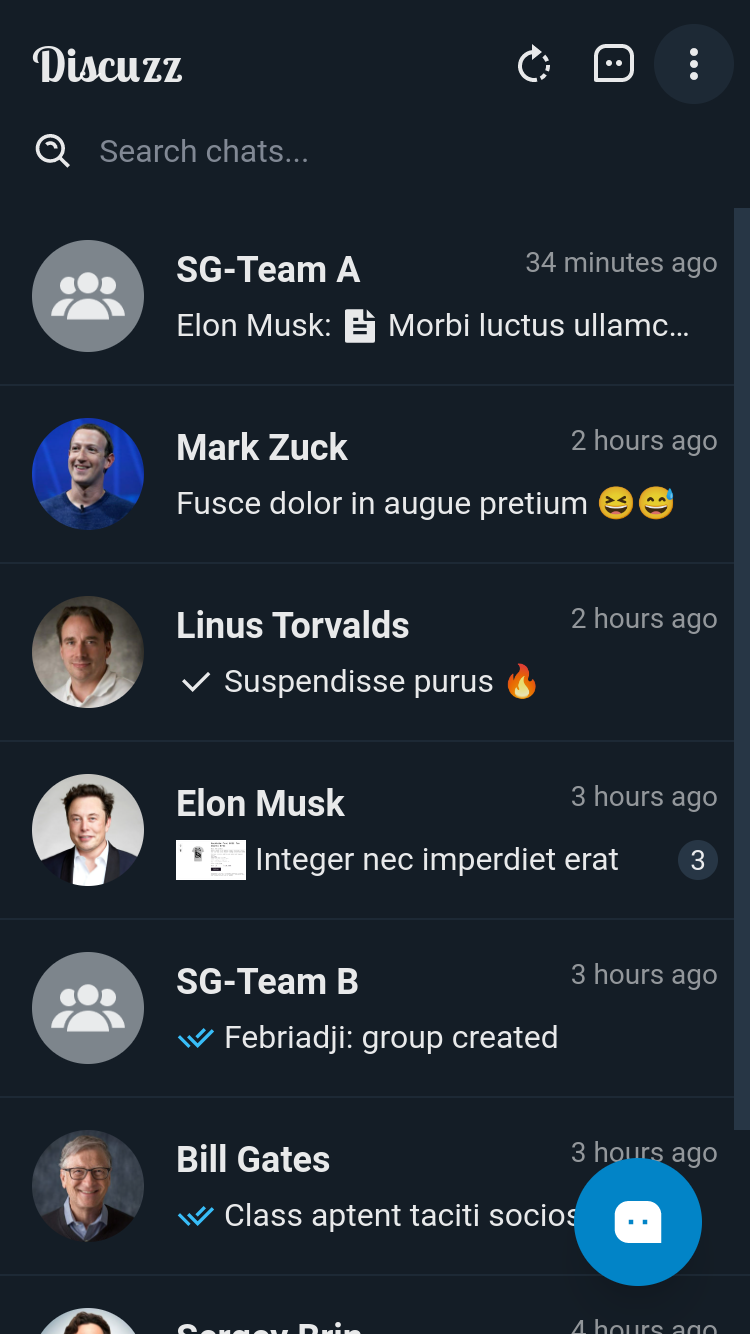 Discuzz
Search chats...
SG-Team A
34 minutes ago
Elon Musk: Morbi luctus ullamc...
Mark Zuck
2 hours ago
Fusce dolor in augue pretium 😆😅
Linus Torvalds
2 hours ago
Suspendisse purus 🔥
Elon Musk
3 hours ago
Integer nec imperdiet erat
3
SG-Team B
3 hours ago
Febriadji: group created
Bill Gates
3 hours ago
Class aptent taciti socios
Sergey Brin
4 hours ago